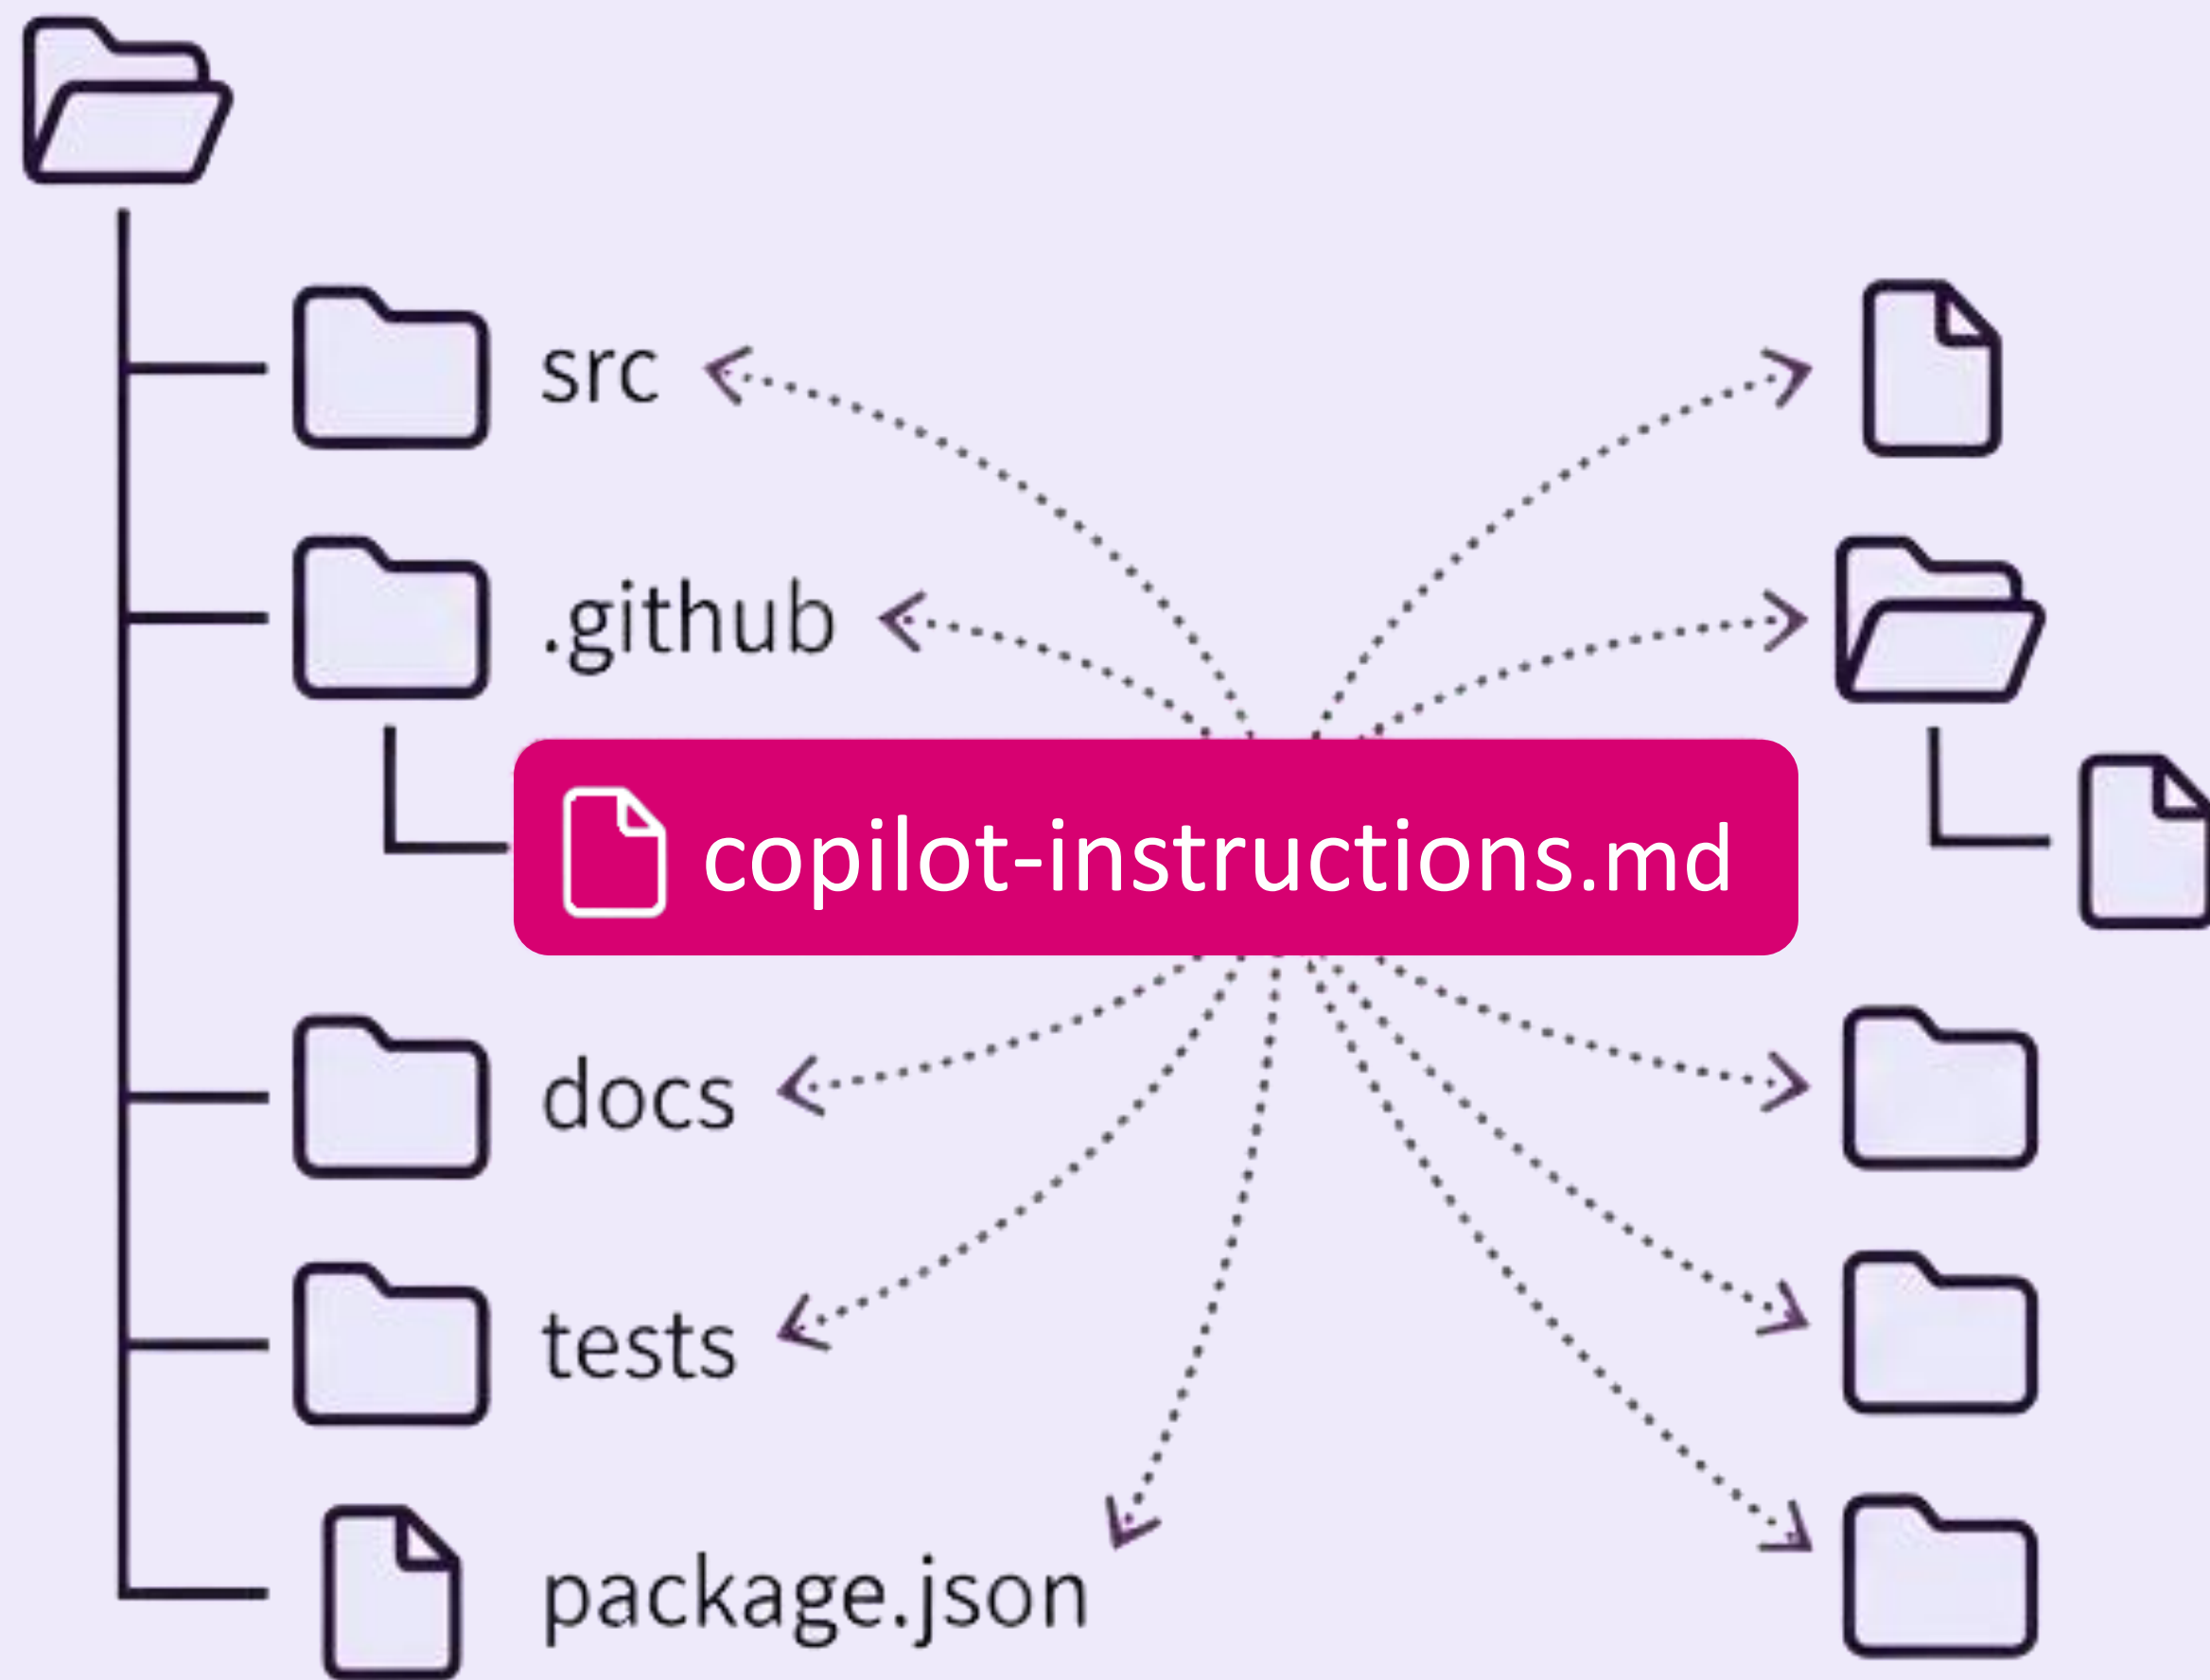 src
.github
copilot-instructions.md
docs
tests
package.json